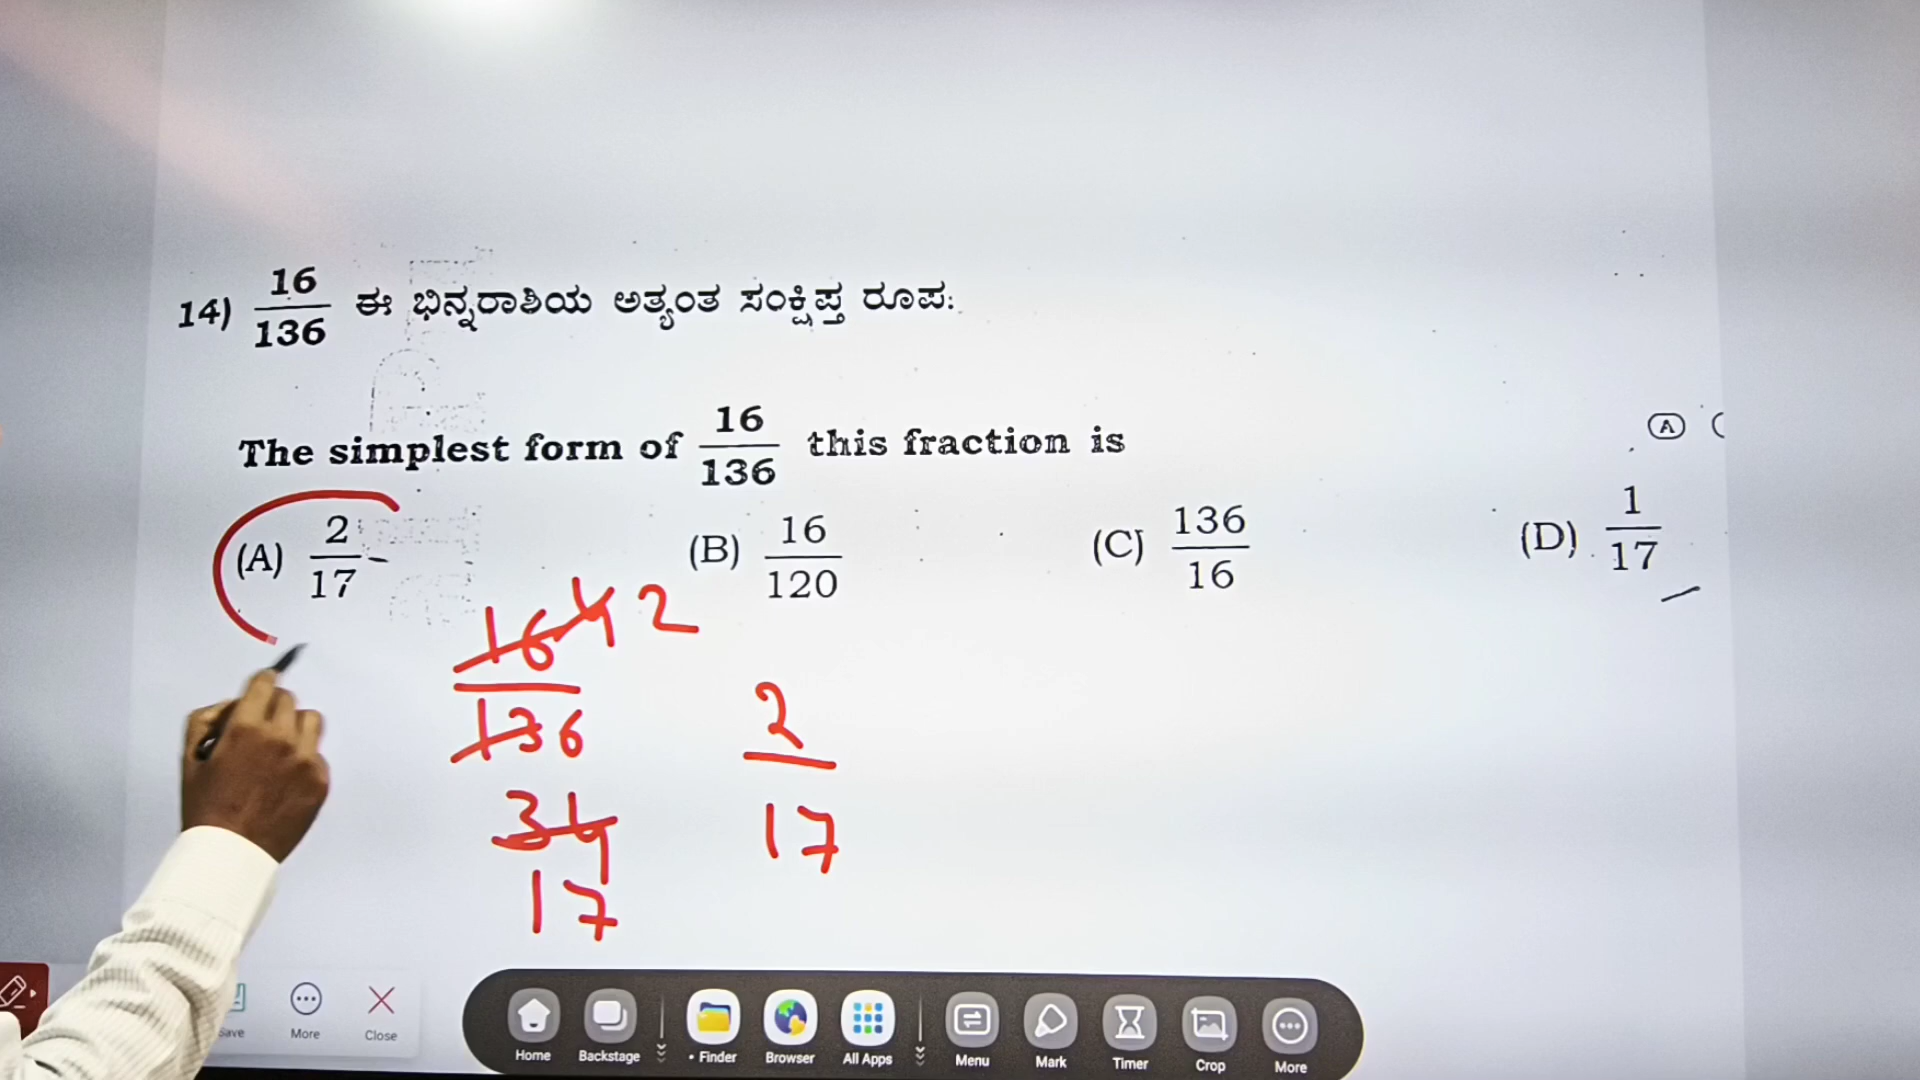 14) 16/136 ಈ ಭಿನ್ನರಾಶಿಯ ಅತ್ಯಂತ ಸಂಕ್ಷಿಪ್ತ ರೂಪ:
The simplest form of 16/136 this fraction is
A
(A) 2/17 (B) 16/120 (C) 136/16 (D) 1/17
16 4 2
136
34
17
2
17
Save More Close
Home Backstage Finder Browser All Apps Menu Mark Timer Crop More